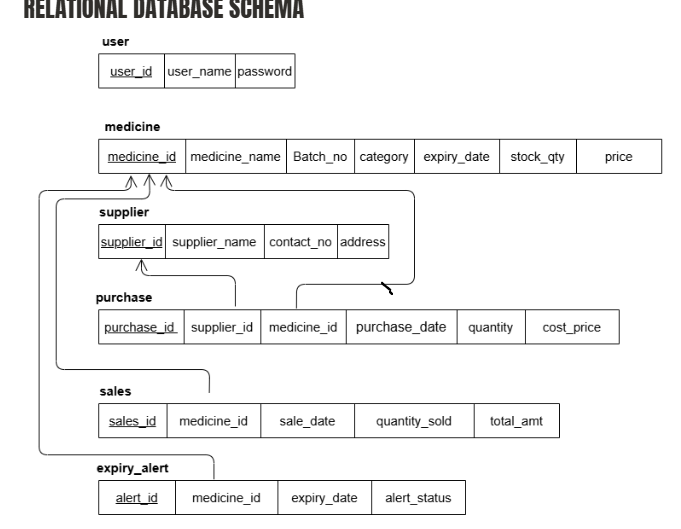 RELATIONAL DATABASE SCHEMA
user
user_id user_name password
medicine
medicine_id medicine_name Batch_no category expiry_date stock_qty price
supplier
supplier_id supplier_name contact_no address
purchase
purchase_id supplier_id medicine_id purchase_date quantity cost_price
sales
sales_id medicine_id sale_date quantity_sold total_amt
expiry_alert
alert_id medicine_id expiry_date alert_status